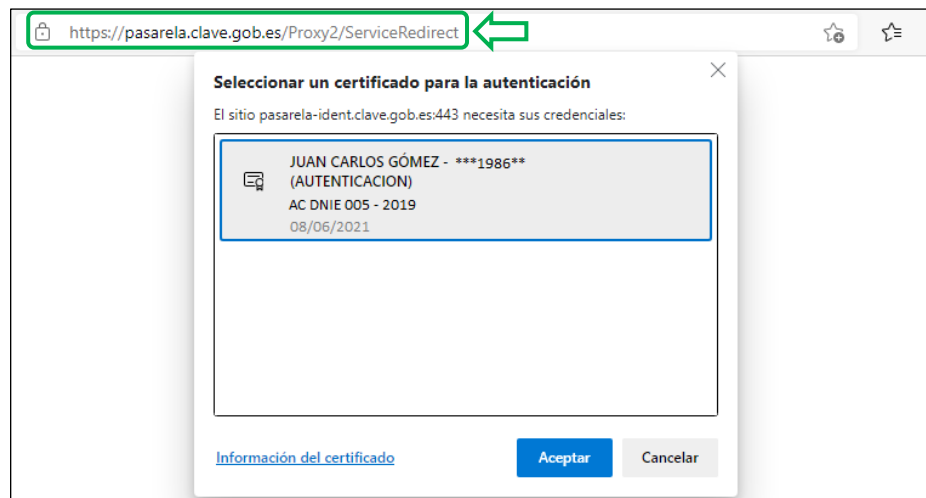 https://pasarela.clave.gob.es/Proxy2/ServiceRedirect
Seleccionar un certificado para la autenticación
El sitio pasarela-ident.clave.gob.es:443 necesita sus credenciales:
JUAN CARLOS GÓMEZ - ***1986**
(AUTENTICACION)
AC DNIE 005 - 2019
08/06/2021
Información del certificado
Aceptar
Cancelar